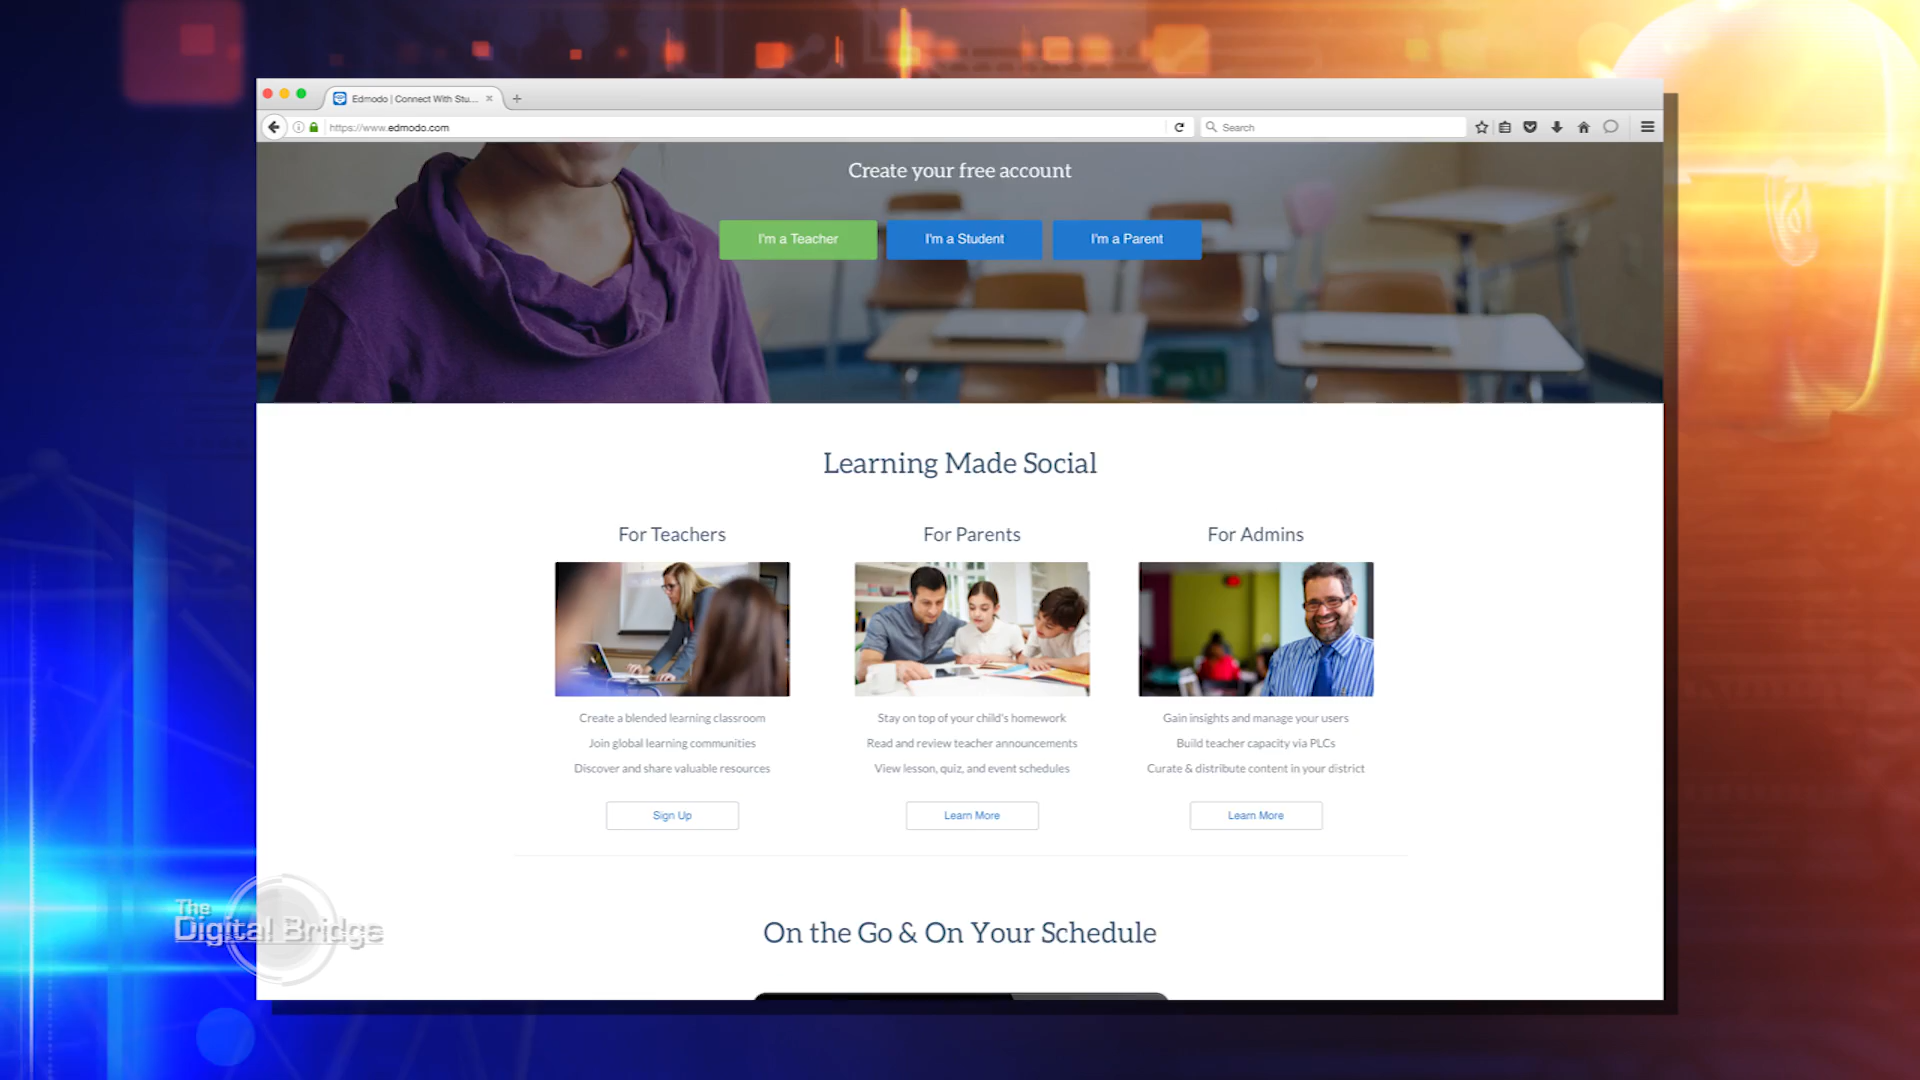 Edmodo | Connect With Stu...
https://www.edmodo.com
Search
Create your free account
I'm a Teacher
I'm a Student
I'm a Parent
Learning Made Social
For Teachers
For Parents
For Admins
Create a blended learning classroom
Join global learning communities
Discover and share valuable resources
Stay on top of your child's homework
Read and review teacher announcements
View lesson, quiz, and event schedules
Gain insights and manage your users
Build teacher capacity via PLCs
Curate & distribute content in your district
Sign Up
Learn More
Learn More
On the Go & On Your Schedule
The
Digital Bridge